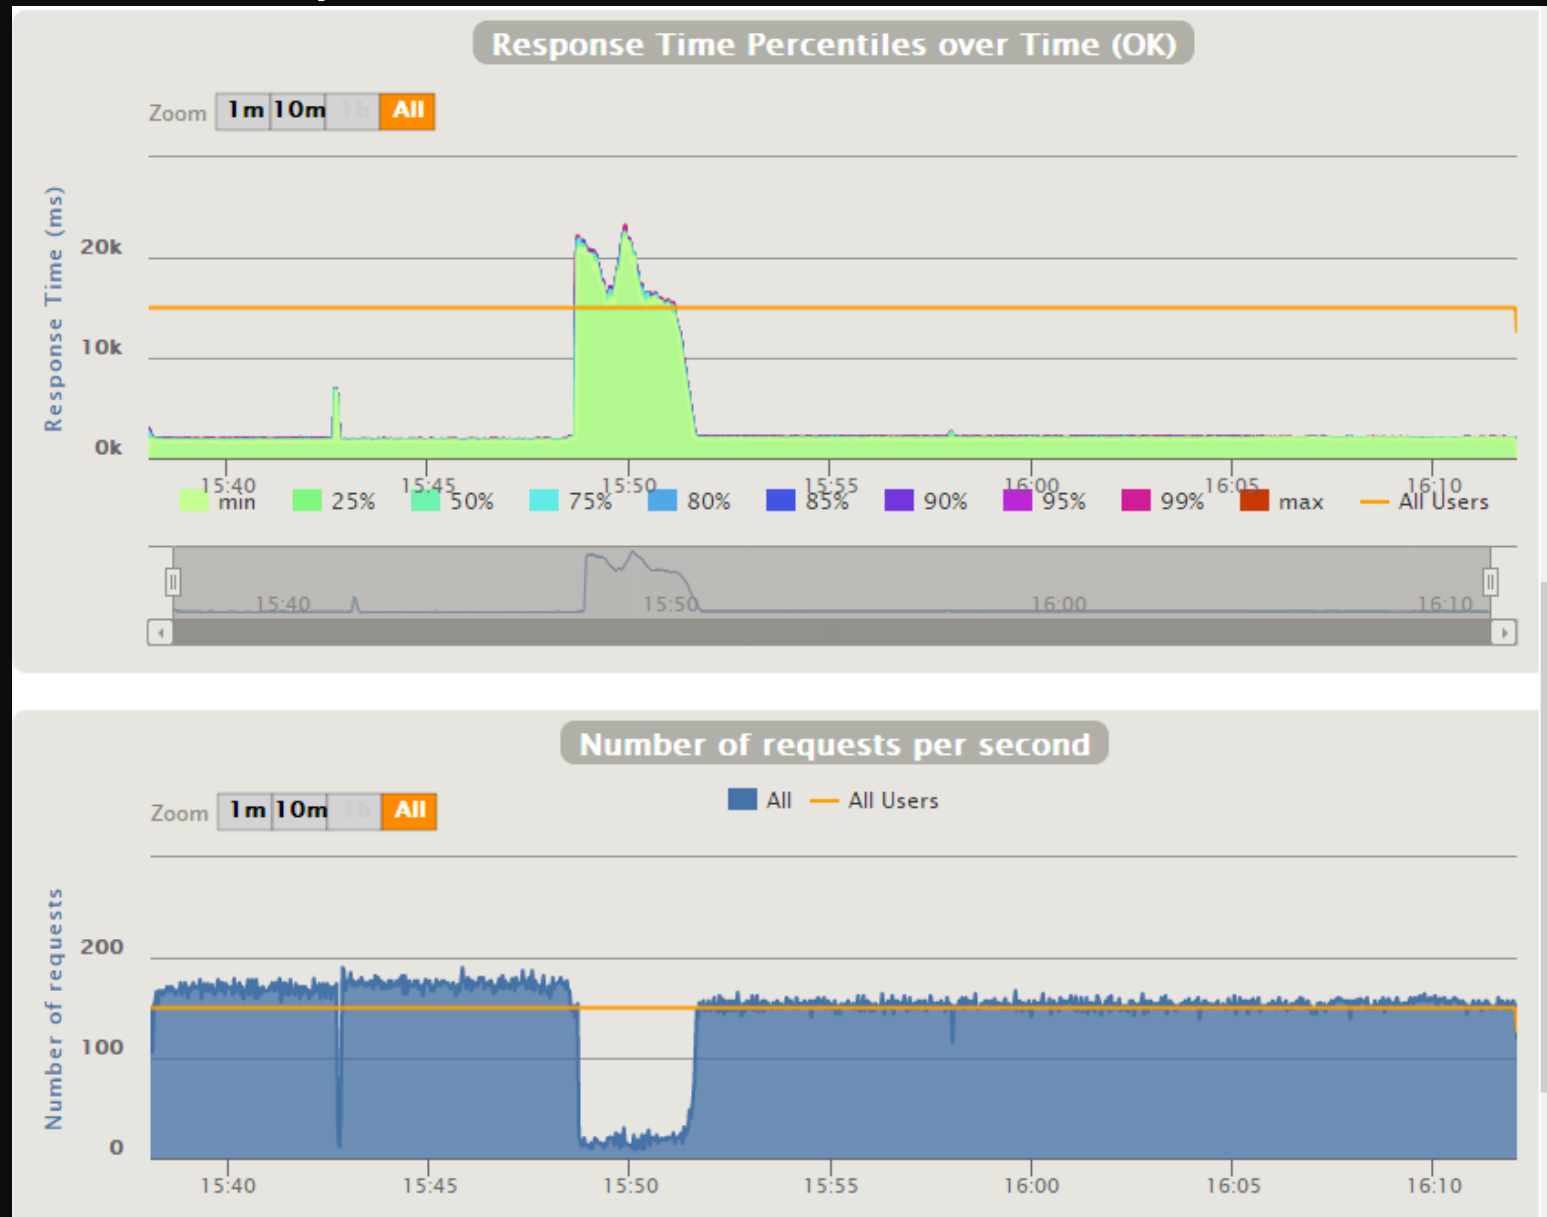 Response Time Percentiles over Time (OK)
Zoom 1m 10m 1h All
Response Time (ms)
20k
10k
0k
15:40 15:45 15:50 15:55 16:00 16:05 16:10
min 25% 50% 75% 80% 85% 90% 95% 99% max All Users
15:40 15:50 16:00 16:10
Number of requests per second
Zoom 1m 10m 1h All
All All Users
Number of requests
200
100
0
15:40 15:45 15:50 15:55 16:00 16:05 16:10